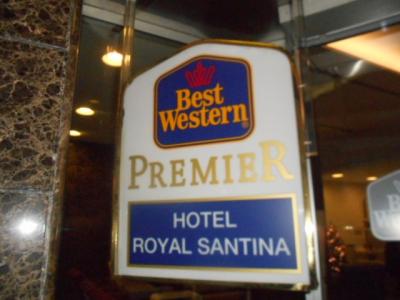 Best
Western®
PREMIER
HOTEL
ROYAL SANTINA